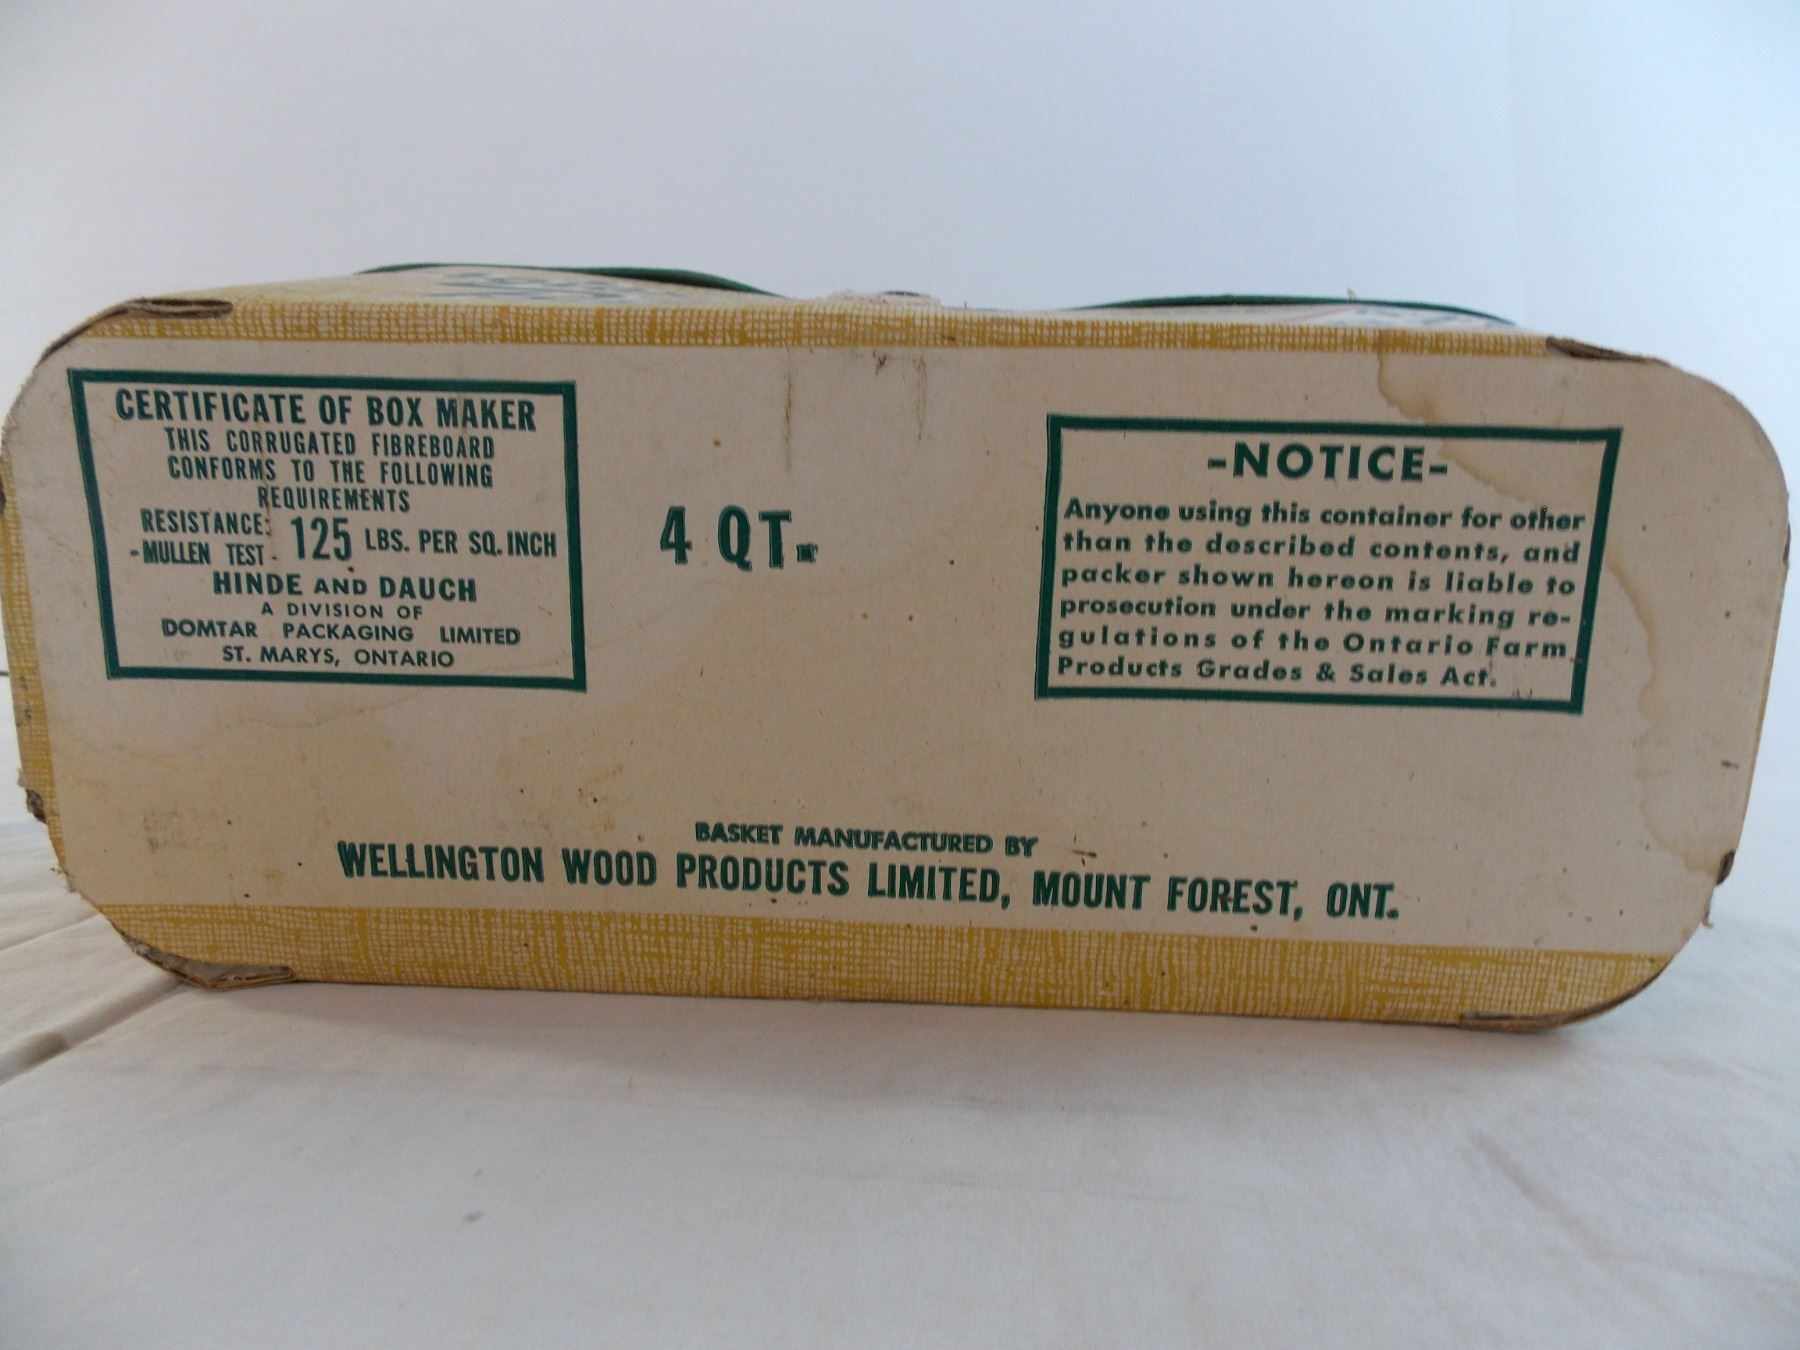 CERTIFICATE OF BOX MAKER
THIS CORRUGATED FIBREBOARD
CONFORMS TO THE FOLLOWING
REQUIREMENTS
RESISTANCE:
-MULLEN TEST- 125 LBS. PER SQ. INCH
HINDE AND DAUCH
A DIVISION OF
DOMTAR PACKAGING LIMITED
ST. MARYS, ONTARIO
4 QT.
-NOTICE-
Anyone using this container for other
than the described contents, and
packer shown hereon is liable to
prosecution under the marking re-
gulations of the Ontario Farm
Products Grades & Sales Act.
BASKET MANUFACTURED BY
WELLINGTON WOOD PRODUCTS LIMITED, MOUNT FOREST, ONT.